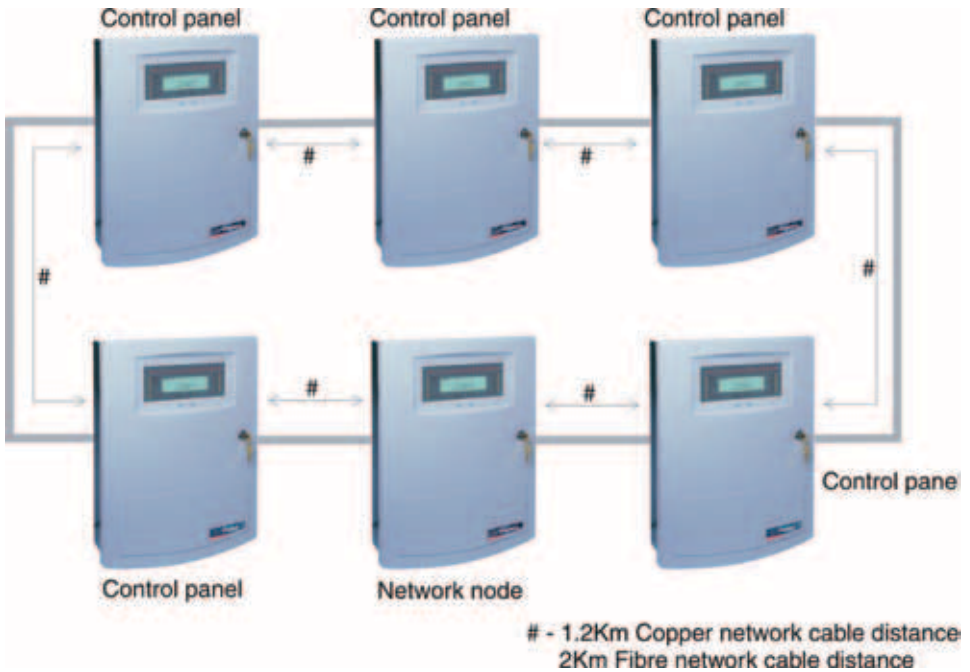 Control panel
Control panel
Control panel
#
#
#
#
#
#
Control panel
Control panel
Network node
# - 1.2Km Copper network cable distance
2Km Fibre network cable distance